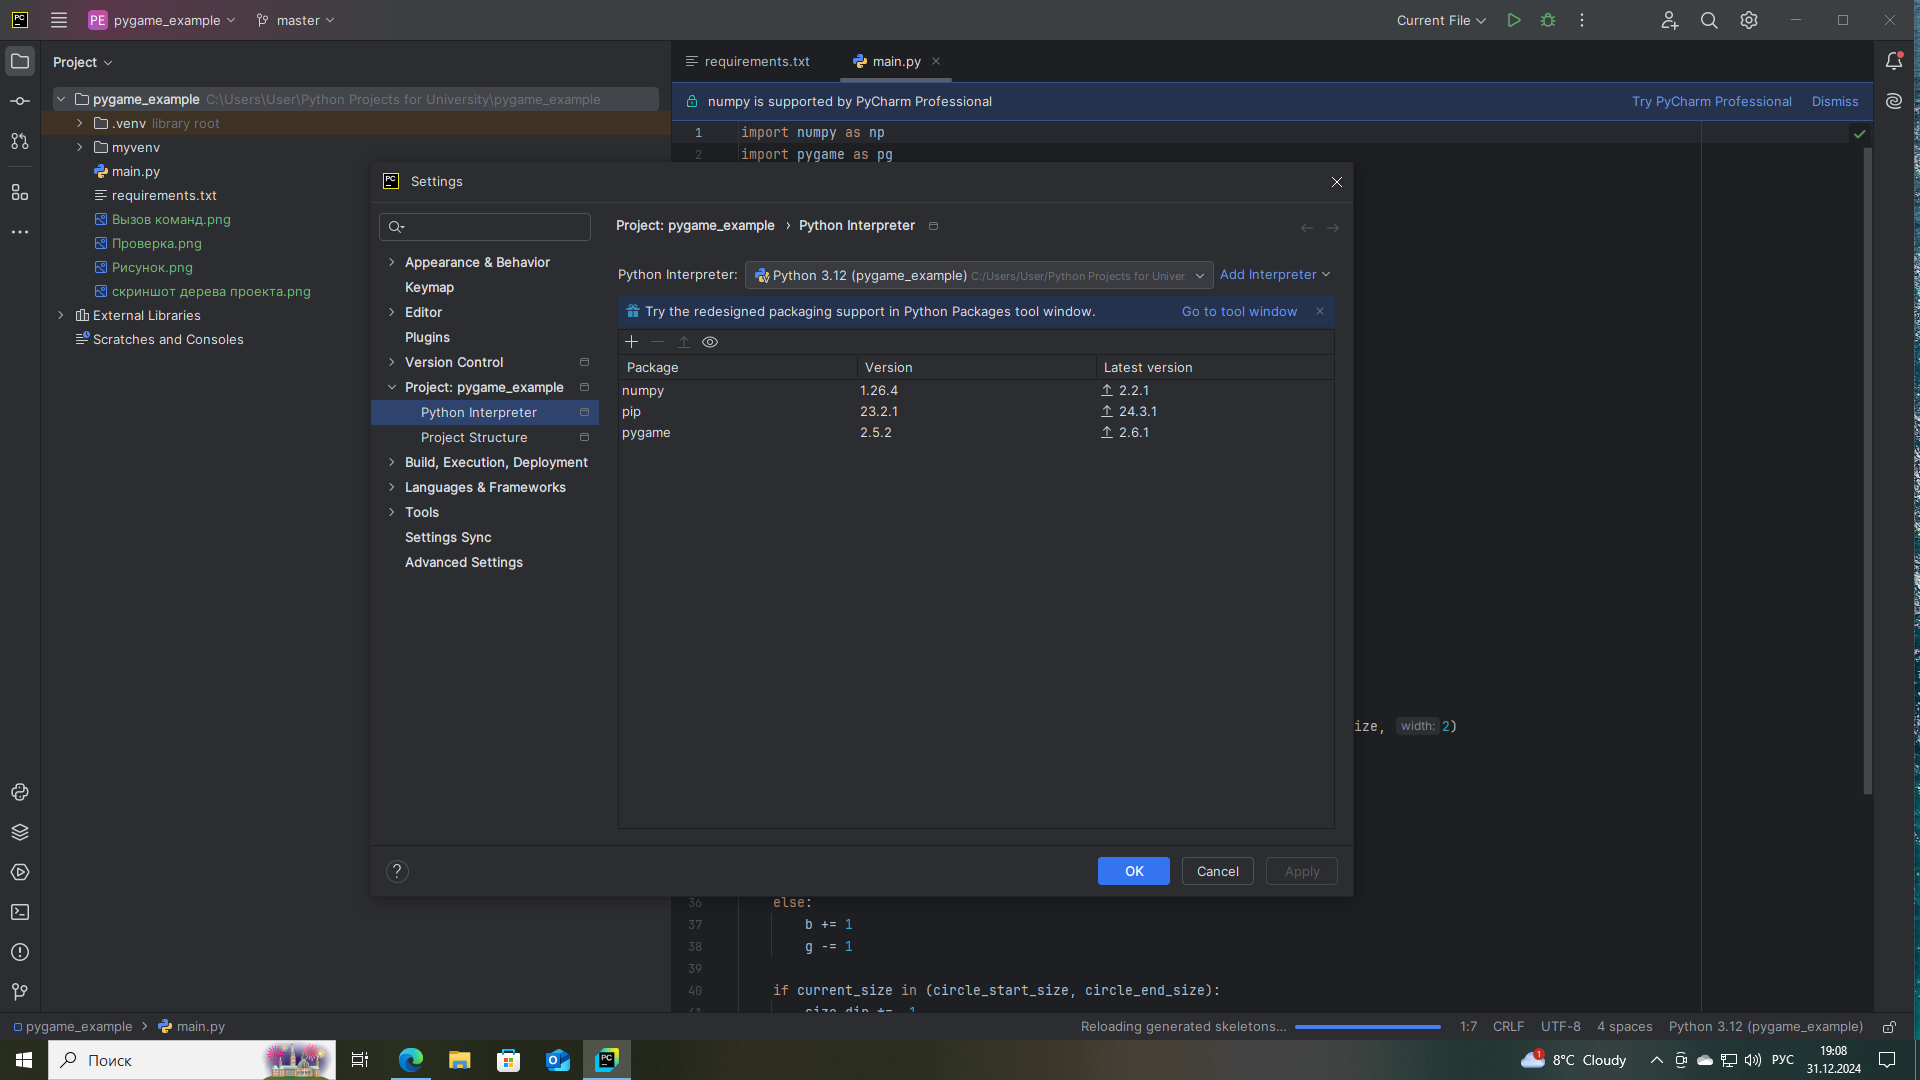 PE pygame_example
master
Current File
Project
requirements.txt
main.py
pygame_example C:\Users\User\Python Projects for University\pygame_example
.venv library root
myvenv
main.py
requirements.txt
Вызов команд.png
Проверка.png
Рисунок.png
скриншот дерева проекта.png
External Libraries
Scratches and Consoles
numpy is supported by PyCharm Professional
Try PyCharm Professional
Dismiss
1 import numpy as np
2 import pygame as pg
Settings
Appearance & Behavior
Keymap
Editor
Plugins
Version Control
Project: pygame_example
Python Interpreter
Project Structure
Build, Execution, Deployment
Languages & Frameworks
Tools
Settings Sync
Advanced Settings
Project: pygame_example › Python Interpreter
Python Interpreter: Python 3.12 (pygame_example) C:/Users/User/Python Projects for Univer
Add Interpreter
Try the redesigned packaging support in Python Packages tool window.
Go to tool window
Package Version Latest version
numpy 1.26.4 2.2.1
pip 23.2.1 24.3.1
pygame 2.5.2 2.6.1
OK
Cancel
Apply
ize, width: 2)
36 else:
37 b += 1
38 g -= 1
39
40 if current_size in (circle_start_size, circle_end_size):
pygame_example › main.py
Reloading generated skeletons...
1:7 CRLF UTF-8 4 spaces Python 3.12 (pygame_example)
Поиск
1
8°C Cloudy
РУС
19:08
31.12.2024